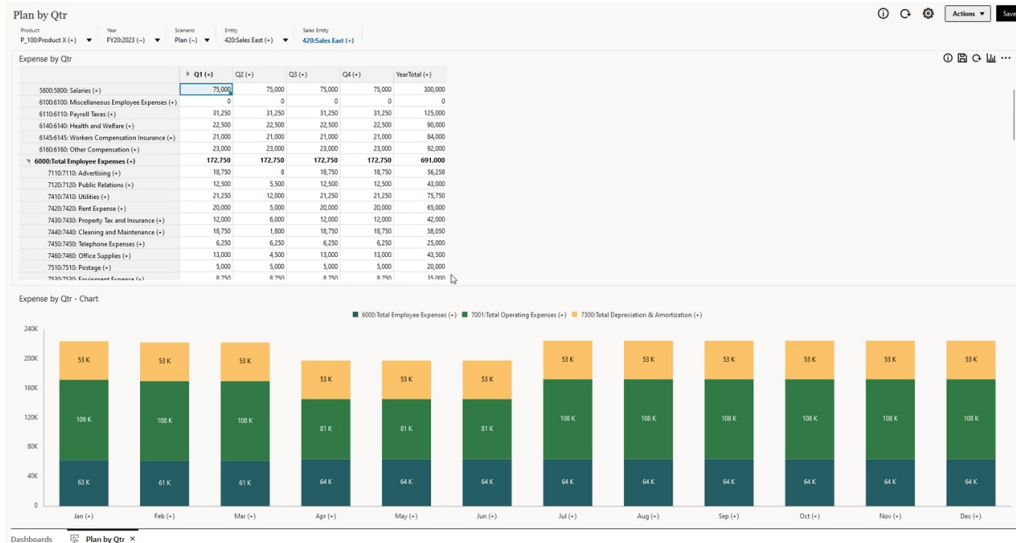 Plan by Qtr
Actions ▼ Save
Product Year Scenario Entity Sales Entity
P_100:Product X (+) ▼ FY20:2023 (~) ▼ Plan (~) ▼ 420:Sales East (+) ▼ 420:Sales East (+)
Expense by Qtr
Q1 (+) Q2 (+) Q3 (+) Q4 (+) YearTotal (+)
5800:5800: Salaries (+) 75,000 75,000 75,000 75,000 300,000
6100:6100: Miscellaneous Employee Expenses (+) 0 0 0 0 0
6110:6110: Payroll Taxes (+) 31,250 31,250 31,250 31,250 125,000
6140:6140: Health and Welfare (+) 22,500 22,500 22,500 22,500 90,000
6145:6145: Workers Compensation Insurance (+) 21,000 21,000 21,000 21,000 84,000
6160:6160: Other Compensation (+) 23,000 23,000 23,000 23,000 92,000
6000:Total Employee Expenses (+) 172,750 172,750 172,750 172,750 691,000
7110:7110: Advertising (+) 18,750 8 18,750 18,750 56,258
7120:7120: Public Relations (+) 12,500 5,500 12,500 12,500 43,000
7410:7410: Utilities (+) 21,250 12,000 21,250 21,250 75,750
7420:7420: Rent Expense (+) 20,000 5,000 20,000 20,000 65,000
7430:7430: Property Tax and Insurance (+) 12,000 6,000 12,000 12,000 42,000
7440:7440: Cleaning and Maintenance (+) 18,750 1,800 18,750 18,750 58,050
7450:7450: Telephone Expenses (+) 6,250 6,250 6,250 6,250 25,000
7460:7460: Office Supplies (+) 13,000 4,500 13,000 13,000 43,500
7510:7510: Postage (+) 5,000 5,000 5,000 5,000 20,000
7530:7530: Equipment Expense (+) 8,750 8,750 8,750 8,750 35,000
Expense by Qtr - Chart
6000:Total Employee Expenses (+) 7001:Total Operating Expenses (+) 7300:Total Depreciation & Amortization (+)
240K
200K
160K
120K
80K
40K
0
53 K 53 K 53 K 53 K 53 K 53 K 53 K 53 K 53 K 53 K 53 K 53 K
109 K 108 K 108 K 81 K 81 K 81 K 108 K 108 K 108 K 108 K 108 K 108 K
63 K 61 K 61 K 64 K 64 K 64 K 64 K 64 K 64 K 64 K 64 K 64 K
Jan (+) Feb (+) Mar (+) Apr (+) May (+) Jun (+) Jul (+) Aug (+) Sep (+) Oct (+) Nov (+) Dec (+)
Dashboards Plan by Qtr ×